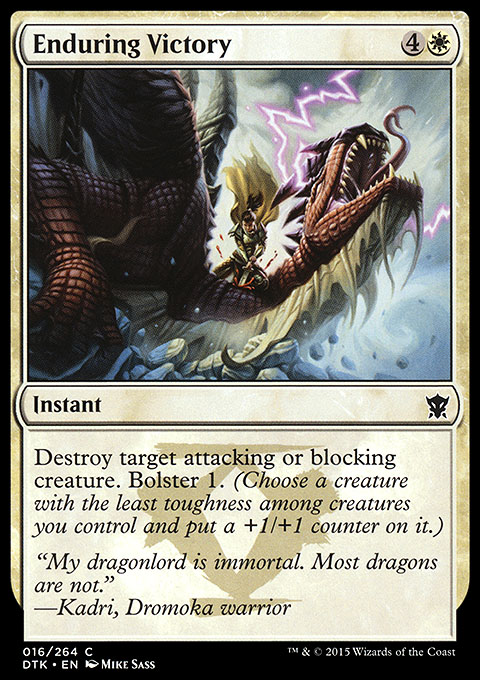 Enduring Victory 4
Instant
Destroy target attacking or blocking
creature. Bolster 1. (Choose a creature
with the least toughness among creatures
you control and put a +1/+1 counter on it.)
“My dragonlord is immortal. Most dragons
are not.”
—Kadri, Dromoka warrior
016/264 C
DTK • EN Mike Sass
™ & © 2015 Wizards of the Coast